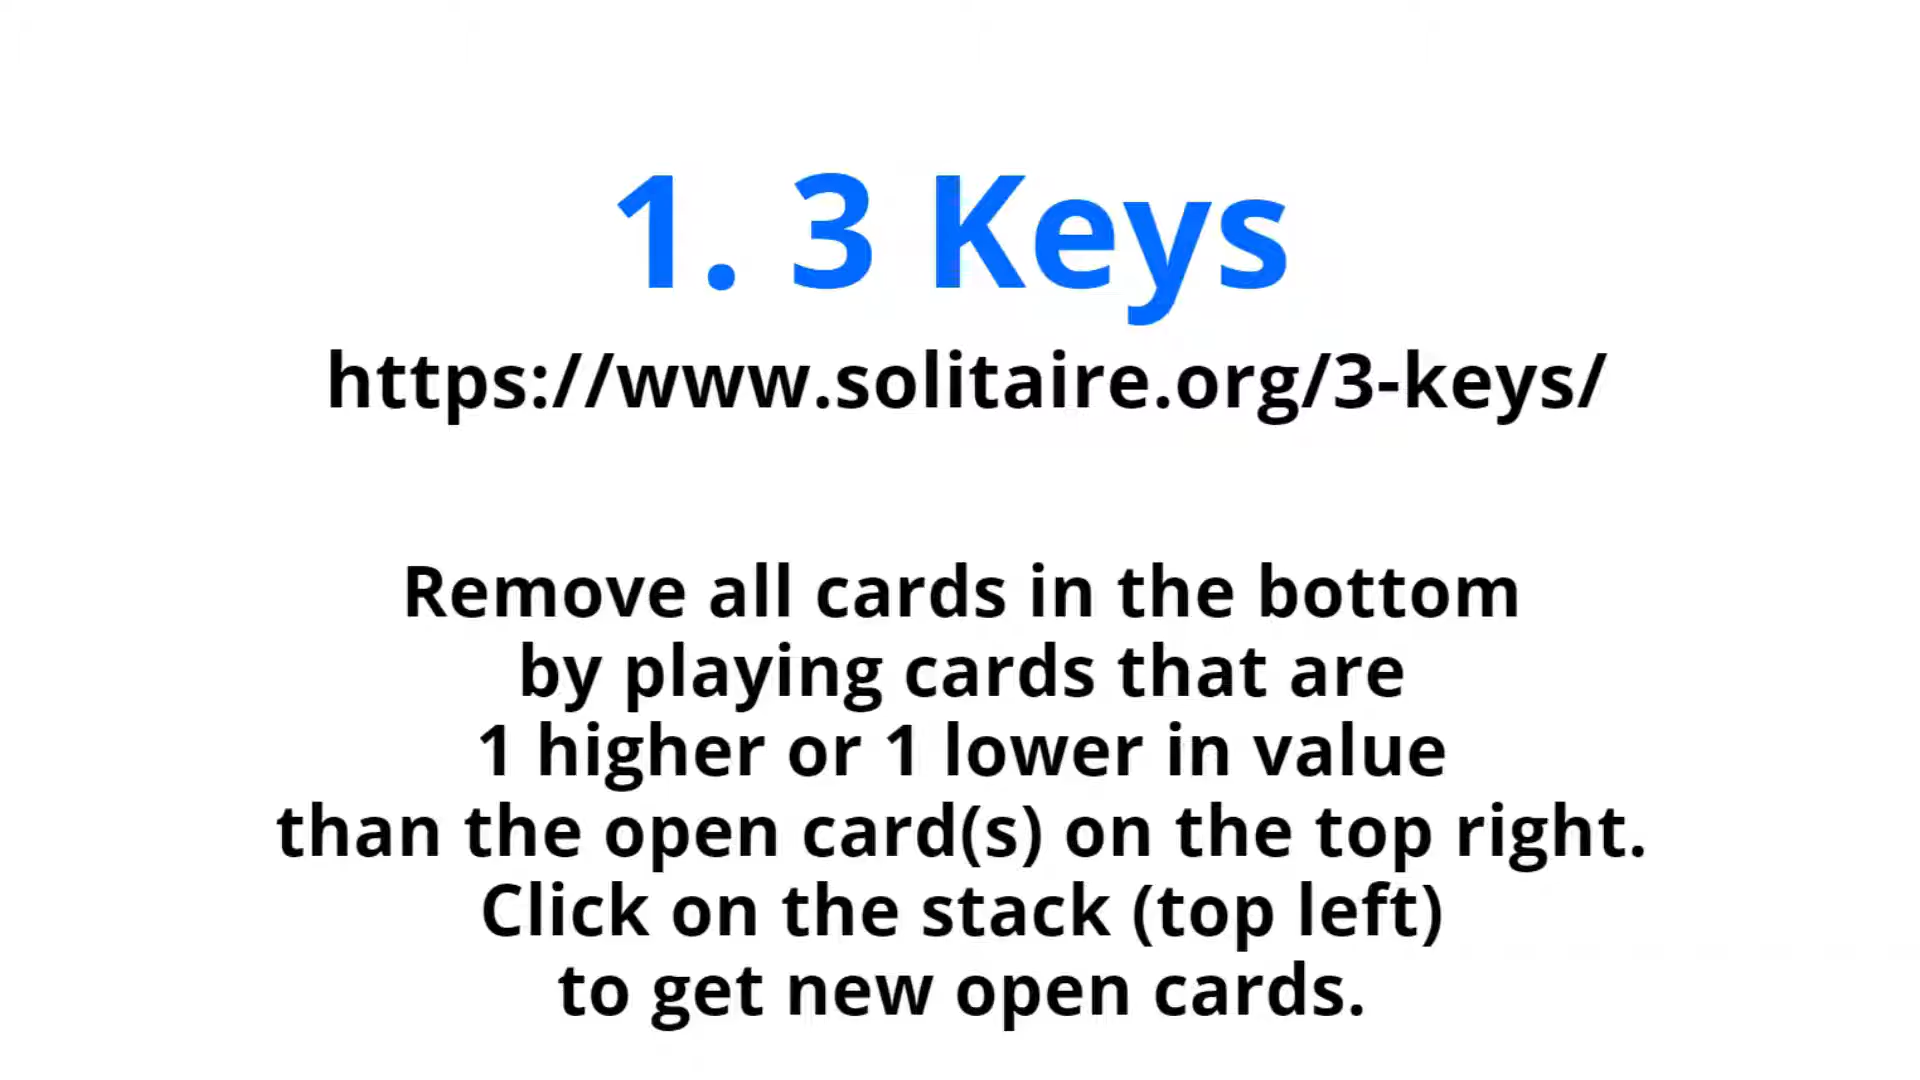 1. 3 Keys
https://www.solitaire.org/3-keys/
Remove all cards in the bottom
by playing cards that are
1 higher or 1 lower in value
than the open card(s) on the top right.
Click on the stack (top left)
to get new open cards.